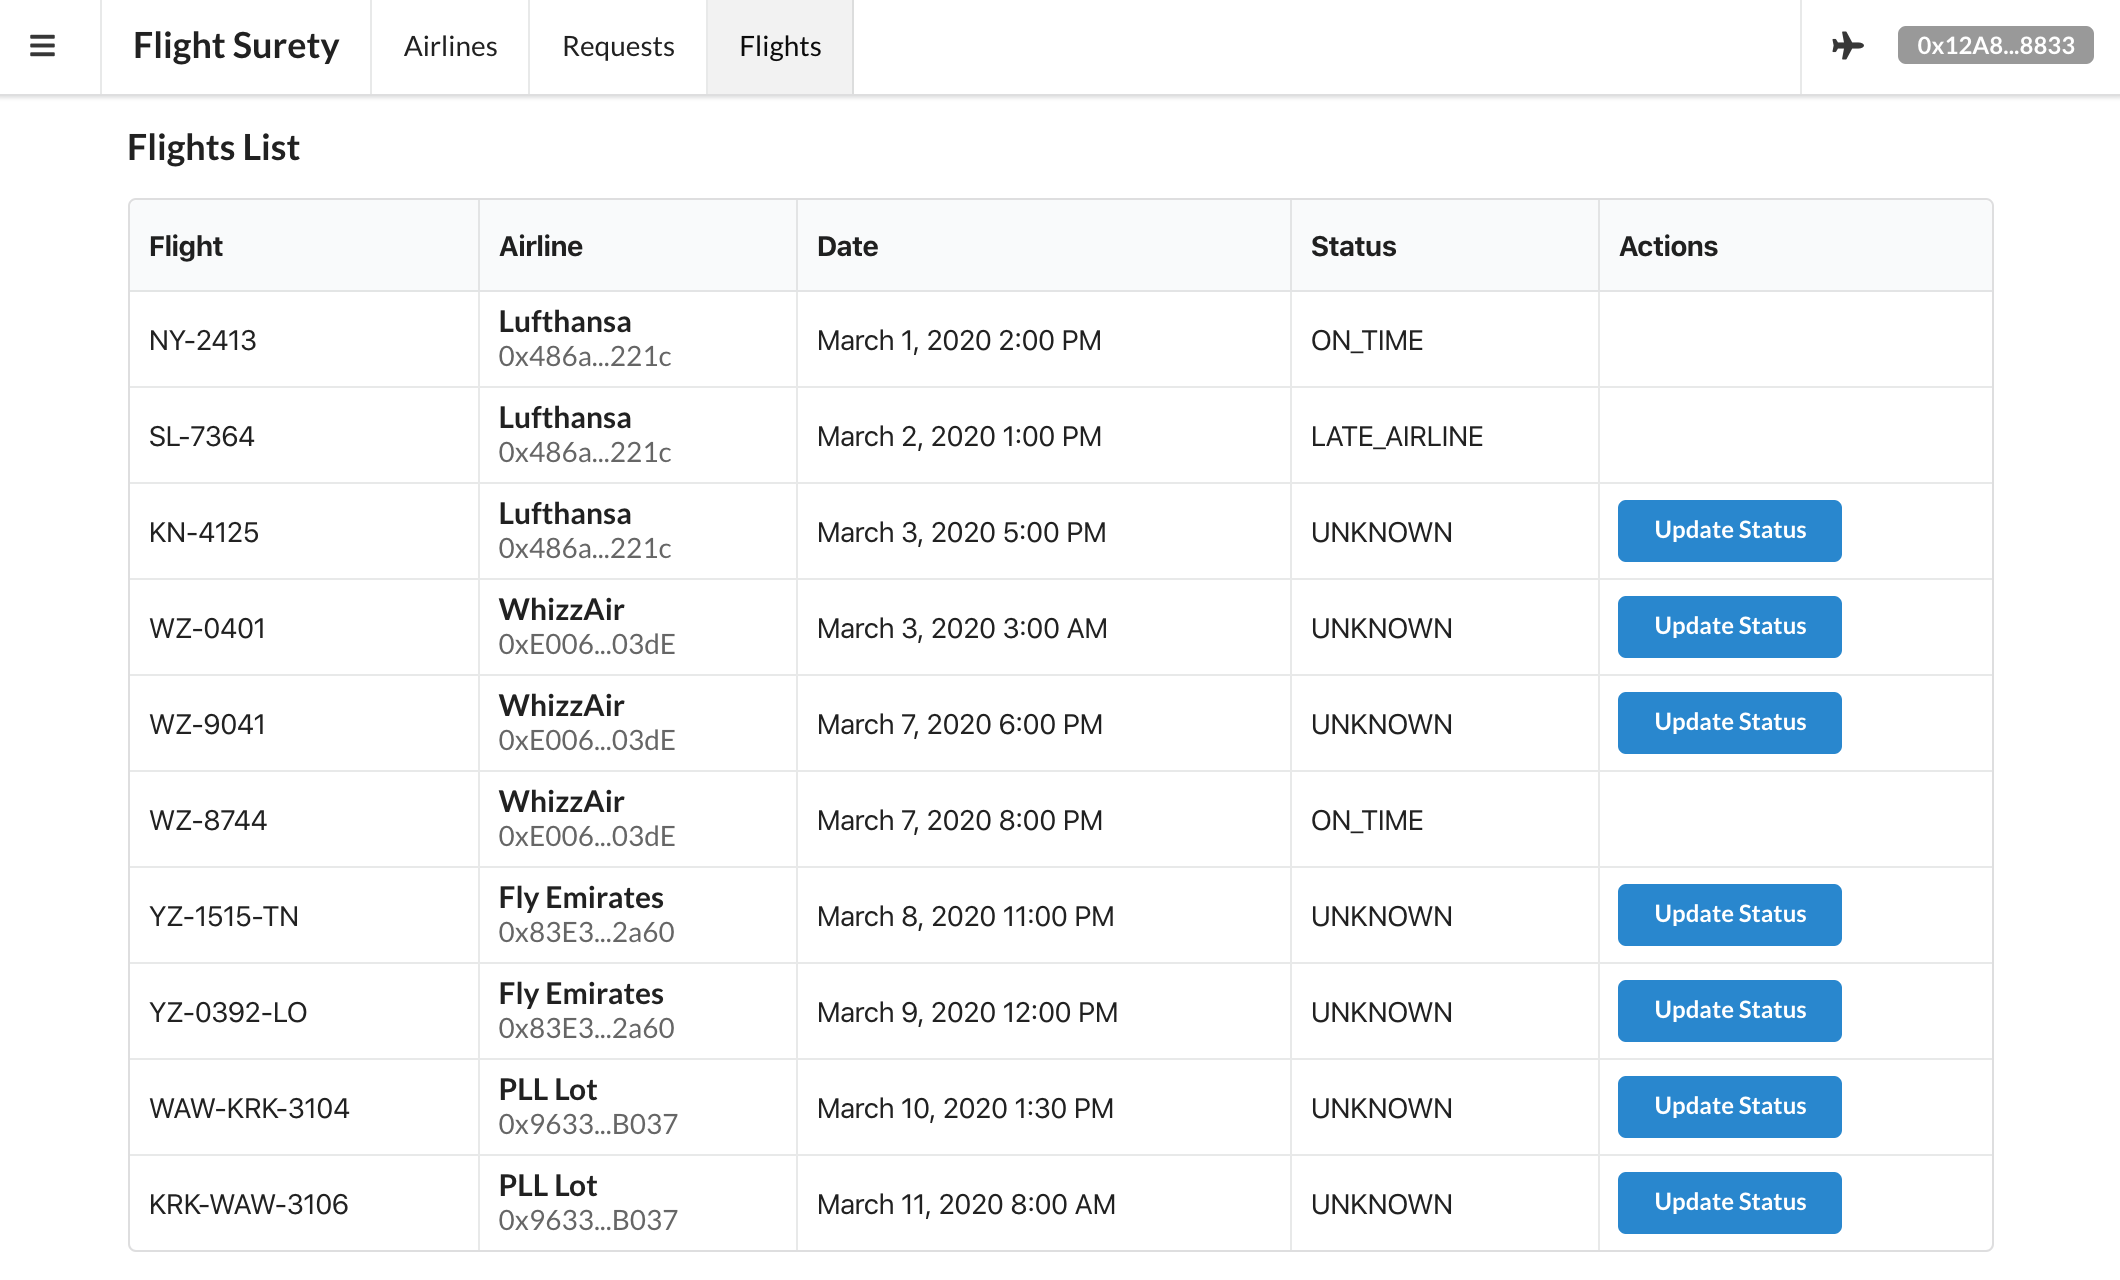 Flight Surety Airlines Requests Flights 0x12A8...8833
Flights List
Flight Airline Date Status Actions
NY-2413 Lufthansa March 1, 2020 2:00 PM ON_TIME
0x486a...221c
SL-7364 Lufthansa March 2, 2020 1:00 PM LATE_AIRLINE
0x486a...221c
KN-4125 Lufthansa March 3, 2020 5:00 PM UNKNOWN Update Status
0x486a...221c
WZ-0401 WhizzAir March 3, 2020 3:00 AM UNKNOWN Update Status
0xE006...03dE
WZ-9041 WhizzAir March 7, 2020 6:00 PM UNKNOWN Update Status
0xE006...03dE
WZ-8744 WhizzAir March 7, 2020 8:00 PM ON_TIME
0xE006...03dE
YZ-1515-TN Fly Emirates March 8, 2020 11:00 PM UNKNOWN Update Status
0x83E3...2a60
YZ-0392-LO Fly Emirates March 9, 2020 12:00 PM UNKNOWN Update Status
0x83E3...2a60
WAW-KRK-3104 PLL Lot March 10, 2020 1:30 PM UNKNOWN Update Status
0x9633...B037
KRK-WAW-3106 PLL Lot March 11, 2020 8:00 AM UNKNOWN Update Status
0x9633...B037